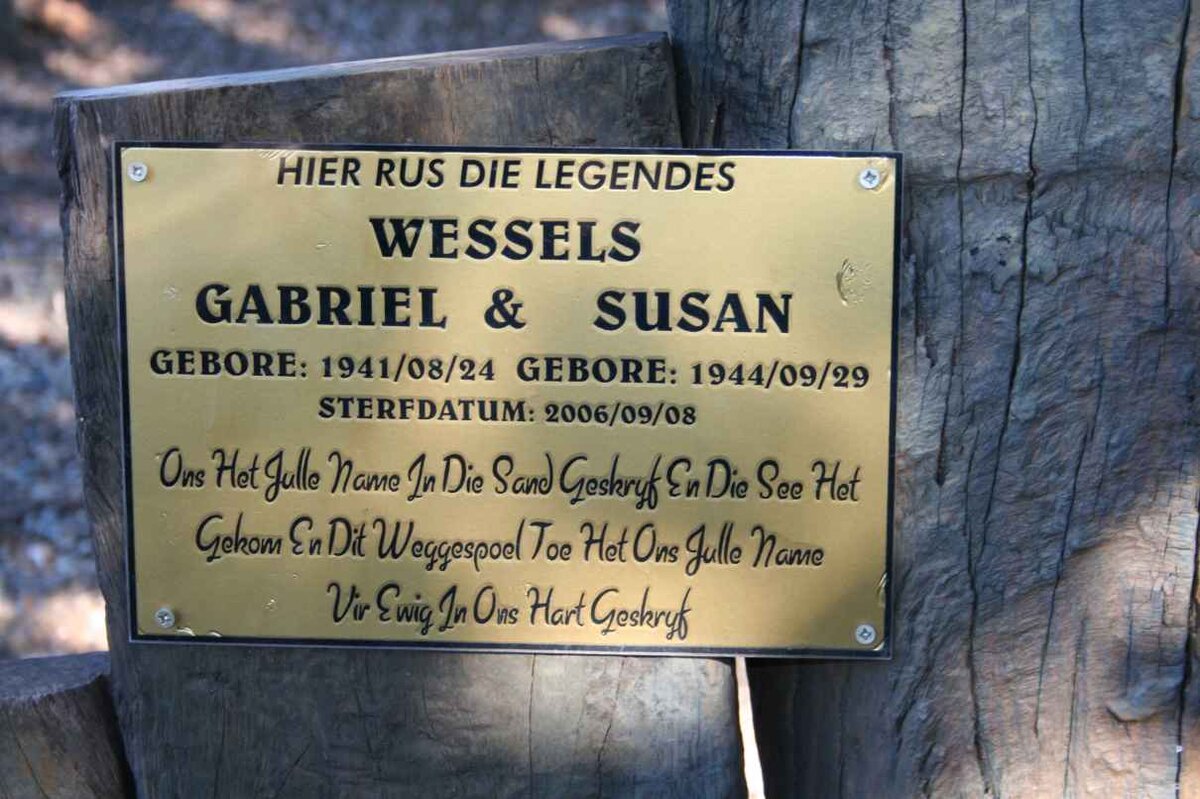 HIER RUS DIE LEGENDES
WESSELS
GABRIEL & SUSAN
GEBORE: 1941/08/24 GEBORE: 1944/09/29
STERFDATUM: 2006/09/08
Ons Het Julle Name In Die Sand Geskryf En Die See Het
Gekom En Dit Weggespoel Toe Het Ons Julle Name
Vir Ewig In Ons Hart Geskryf